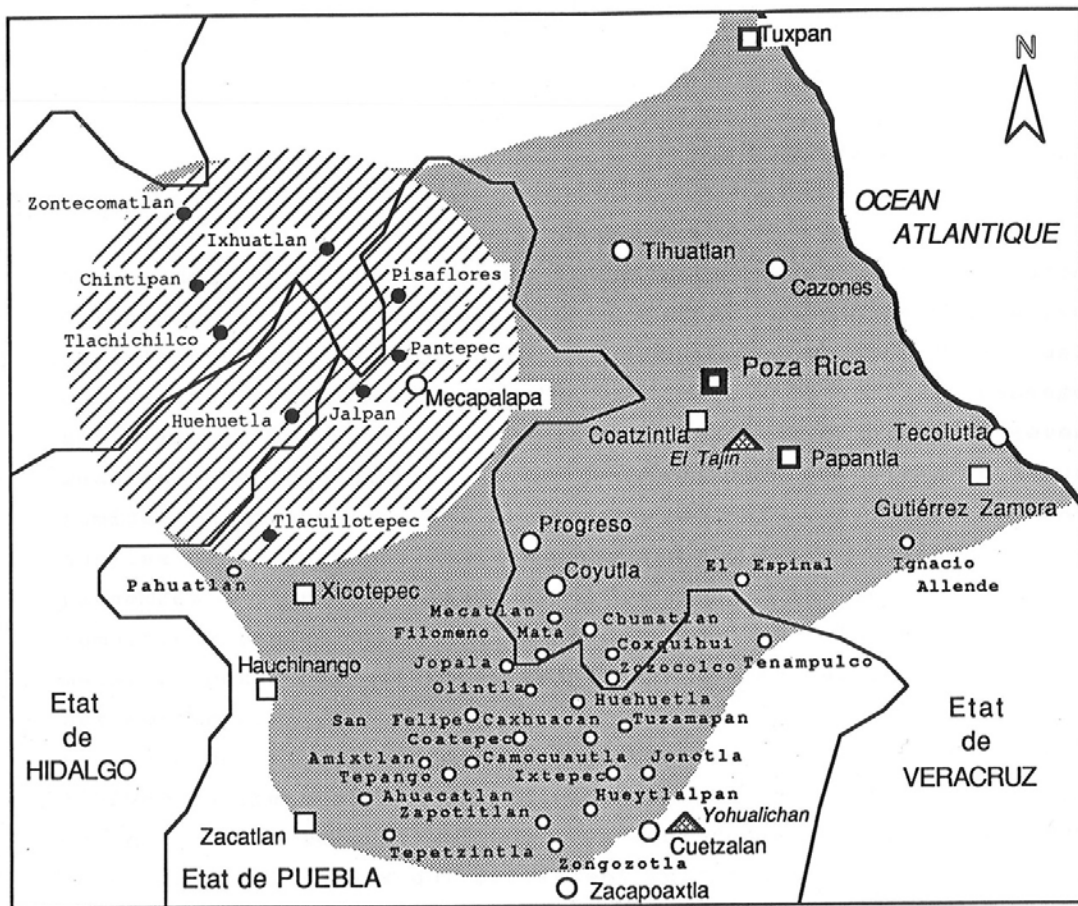 Tuxpan
N
OCEAN
ATLANTIQUE
Zontecomatlan
Ixhuatlan
Tihuatlan
Chintipan
Pisaflores
Cazones
Tlachichilco
Pantepec
Poza Rica
Mecapalapa
Huehuetla
Jalpan
Coatzintla
Tecolutla
El Tajin
Papantla
Gutiérrez Zamora
Tlacuilotepec
Progreso
El Espinal
Ignacio
Allende
Pahuatlan
Xicotepec
Coyutla
Mecatlan
Chumatlan
Filomeno Mata
Coxquihui
Tenampulco
Hauchinango
Jopala
Zozocolco
Olintla
Huehuetla
Etat
de
HIDALGO
San Felipe
Caxhuacan
Tuzamapan
Etat
de
VERACRUZ
Coatepec
Amixtlan
Camocuautla
Jonotla
Tepango
Ixtepec
Ahuacatlan
Hueytlalpan
Zapotitlan
Yohualichan
Zacatlan
Cuetzalan
Tepetzintla
Zongozotla
Etat de PUEBLA
Zacapoaxtla